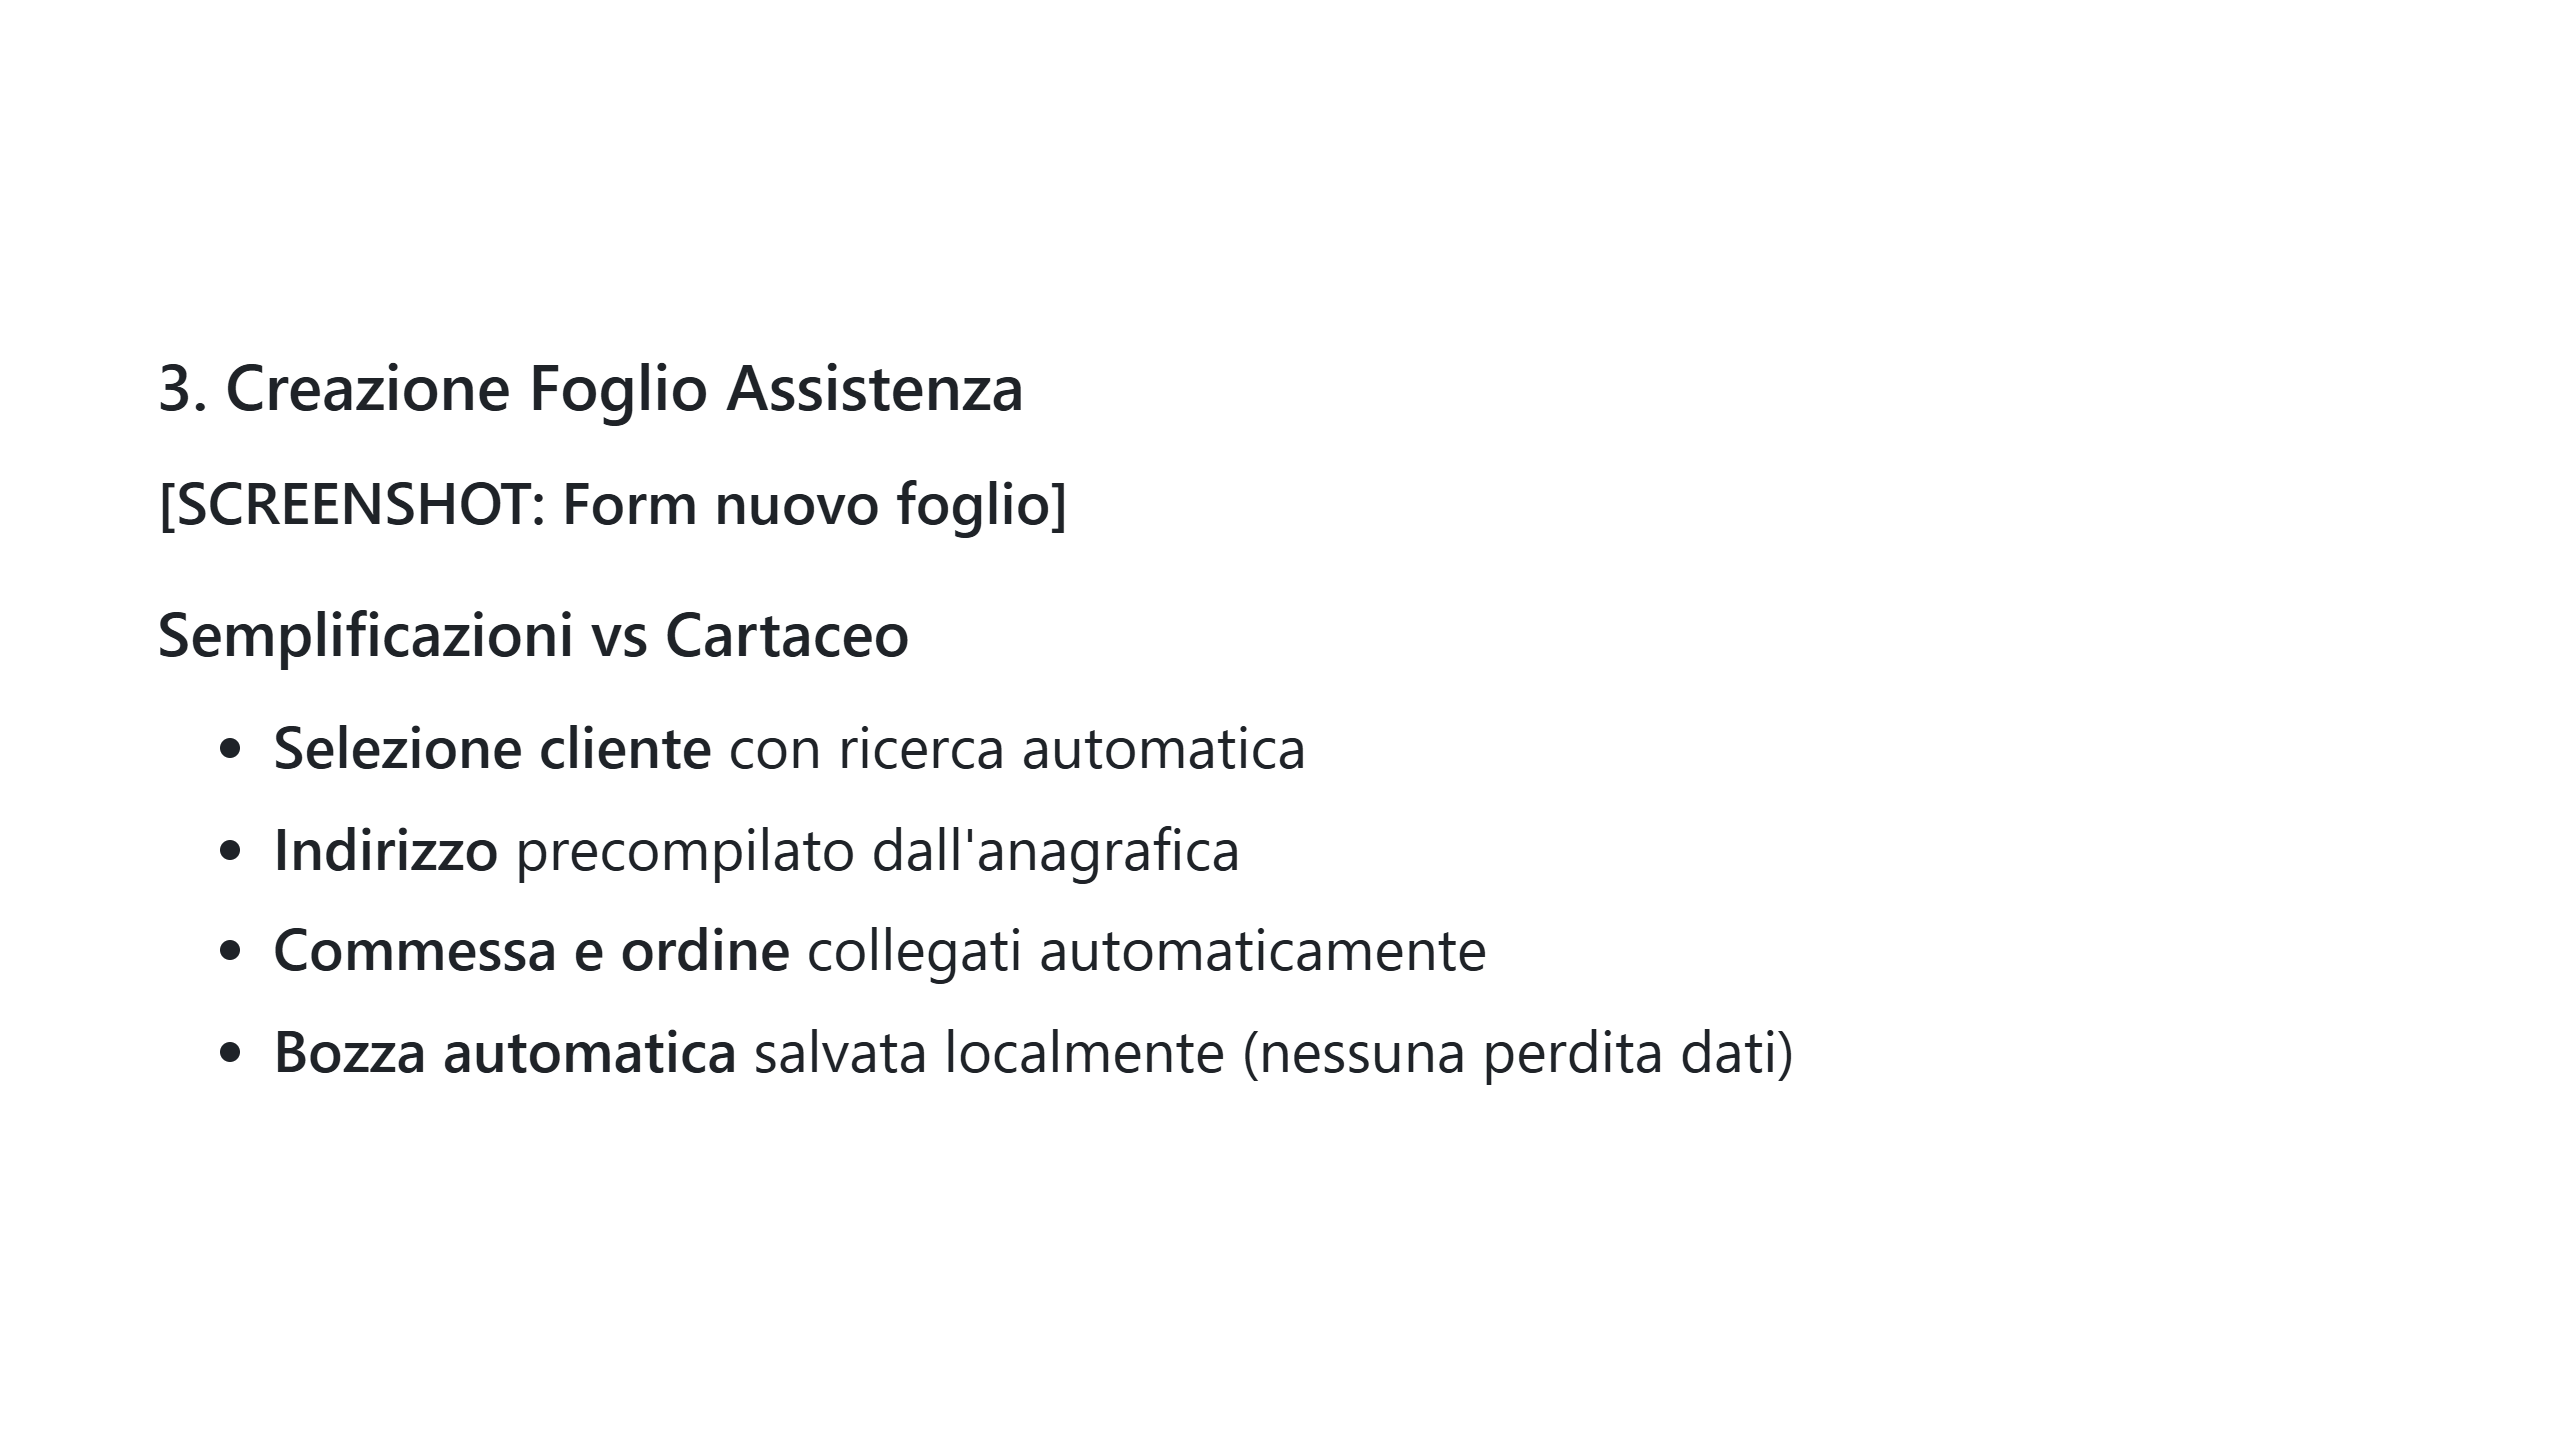 3. Creazione Foglio Assistenza
[SCREENSHOT: Form nuovo foglio]
Semplificazioni vs Cartaceo
• Selezione cliente con ricerca automatica
• Indirizzo precompilato dall'anagrafica
• Commessa e ordine collegati automaticamente
• Bozza automatica salvata localmente (nessuna perdita dati)